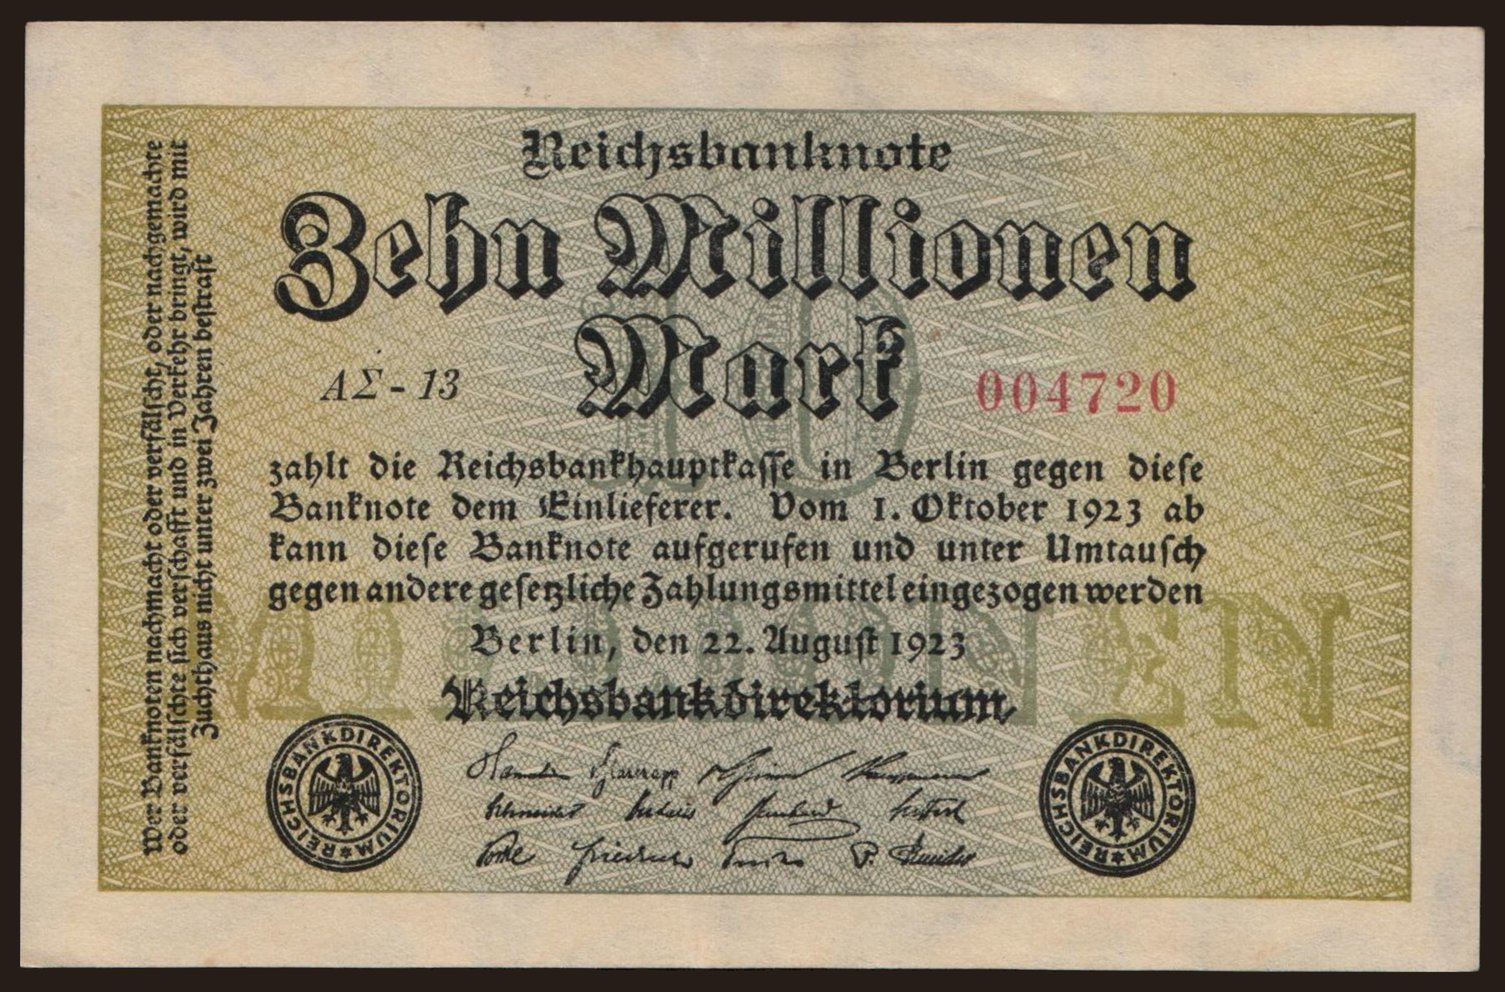 Reichsbanknote
Zehn Millionen
Mark
10
AΣ - 13
004720
zahlt die Reichsbankhauptkasse in Berlin gegen diese
Banknote dem Einlieferer. Vom 1. Oktober 1923 ab
kann diese Banknote aufgerufen und unter Umtausch
gegen andere gesetzliche Zahlungsmittel eingezogen werden
MILLIONEN
Berlin, den 22. August 1923
Reichsbankdirektorium
REICHSBANKDIREKTORIUM
REICHSBANKDIREKTORIUM
Wer Banknoten nachmacht oder verfälscht, oder nachgemachte
oder verfälschte sich verschafft und in Verkehr bringt, wird mit
Zuchthaus nicht unter zwei Jahren bestraft